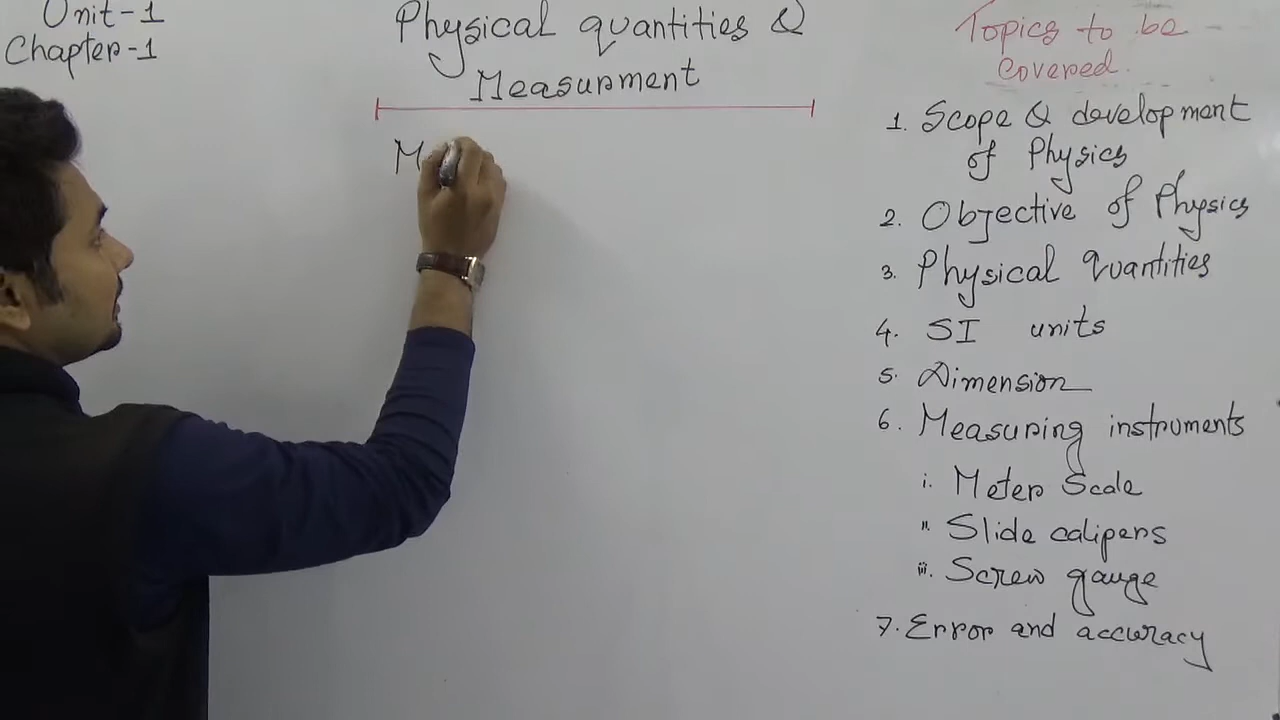 Unit-1
Chapter-1
Physical quantities &
Measurment
M
Topics to be
Covered.
1. Scope & development
of Physics
2. Objective of Physics
3. Physical quantities
4. SI units
5. Dimension
6. Measuring instruments
i. Meter Scale
ii. Slide calipers
iii. Screw gauge
7. Error and accuracy